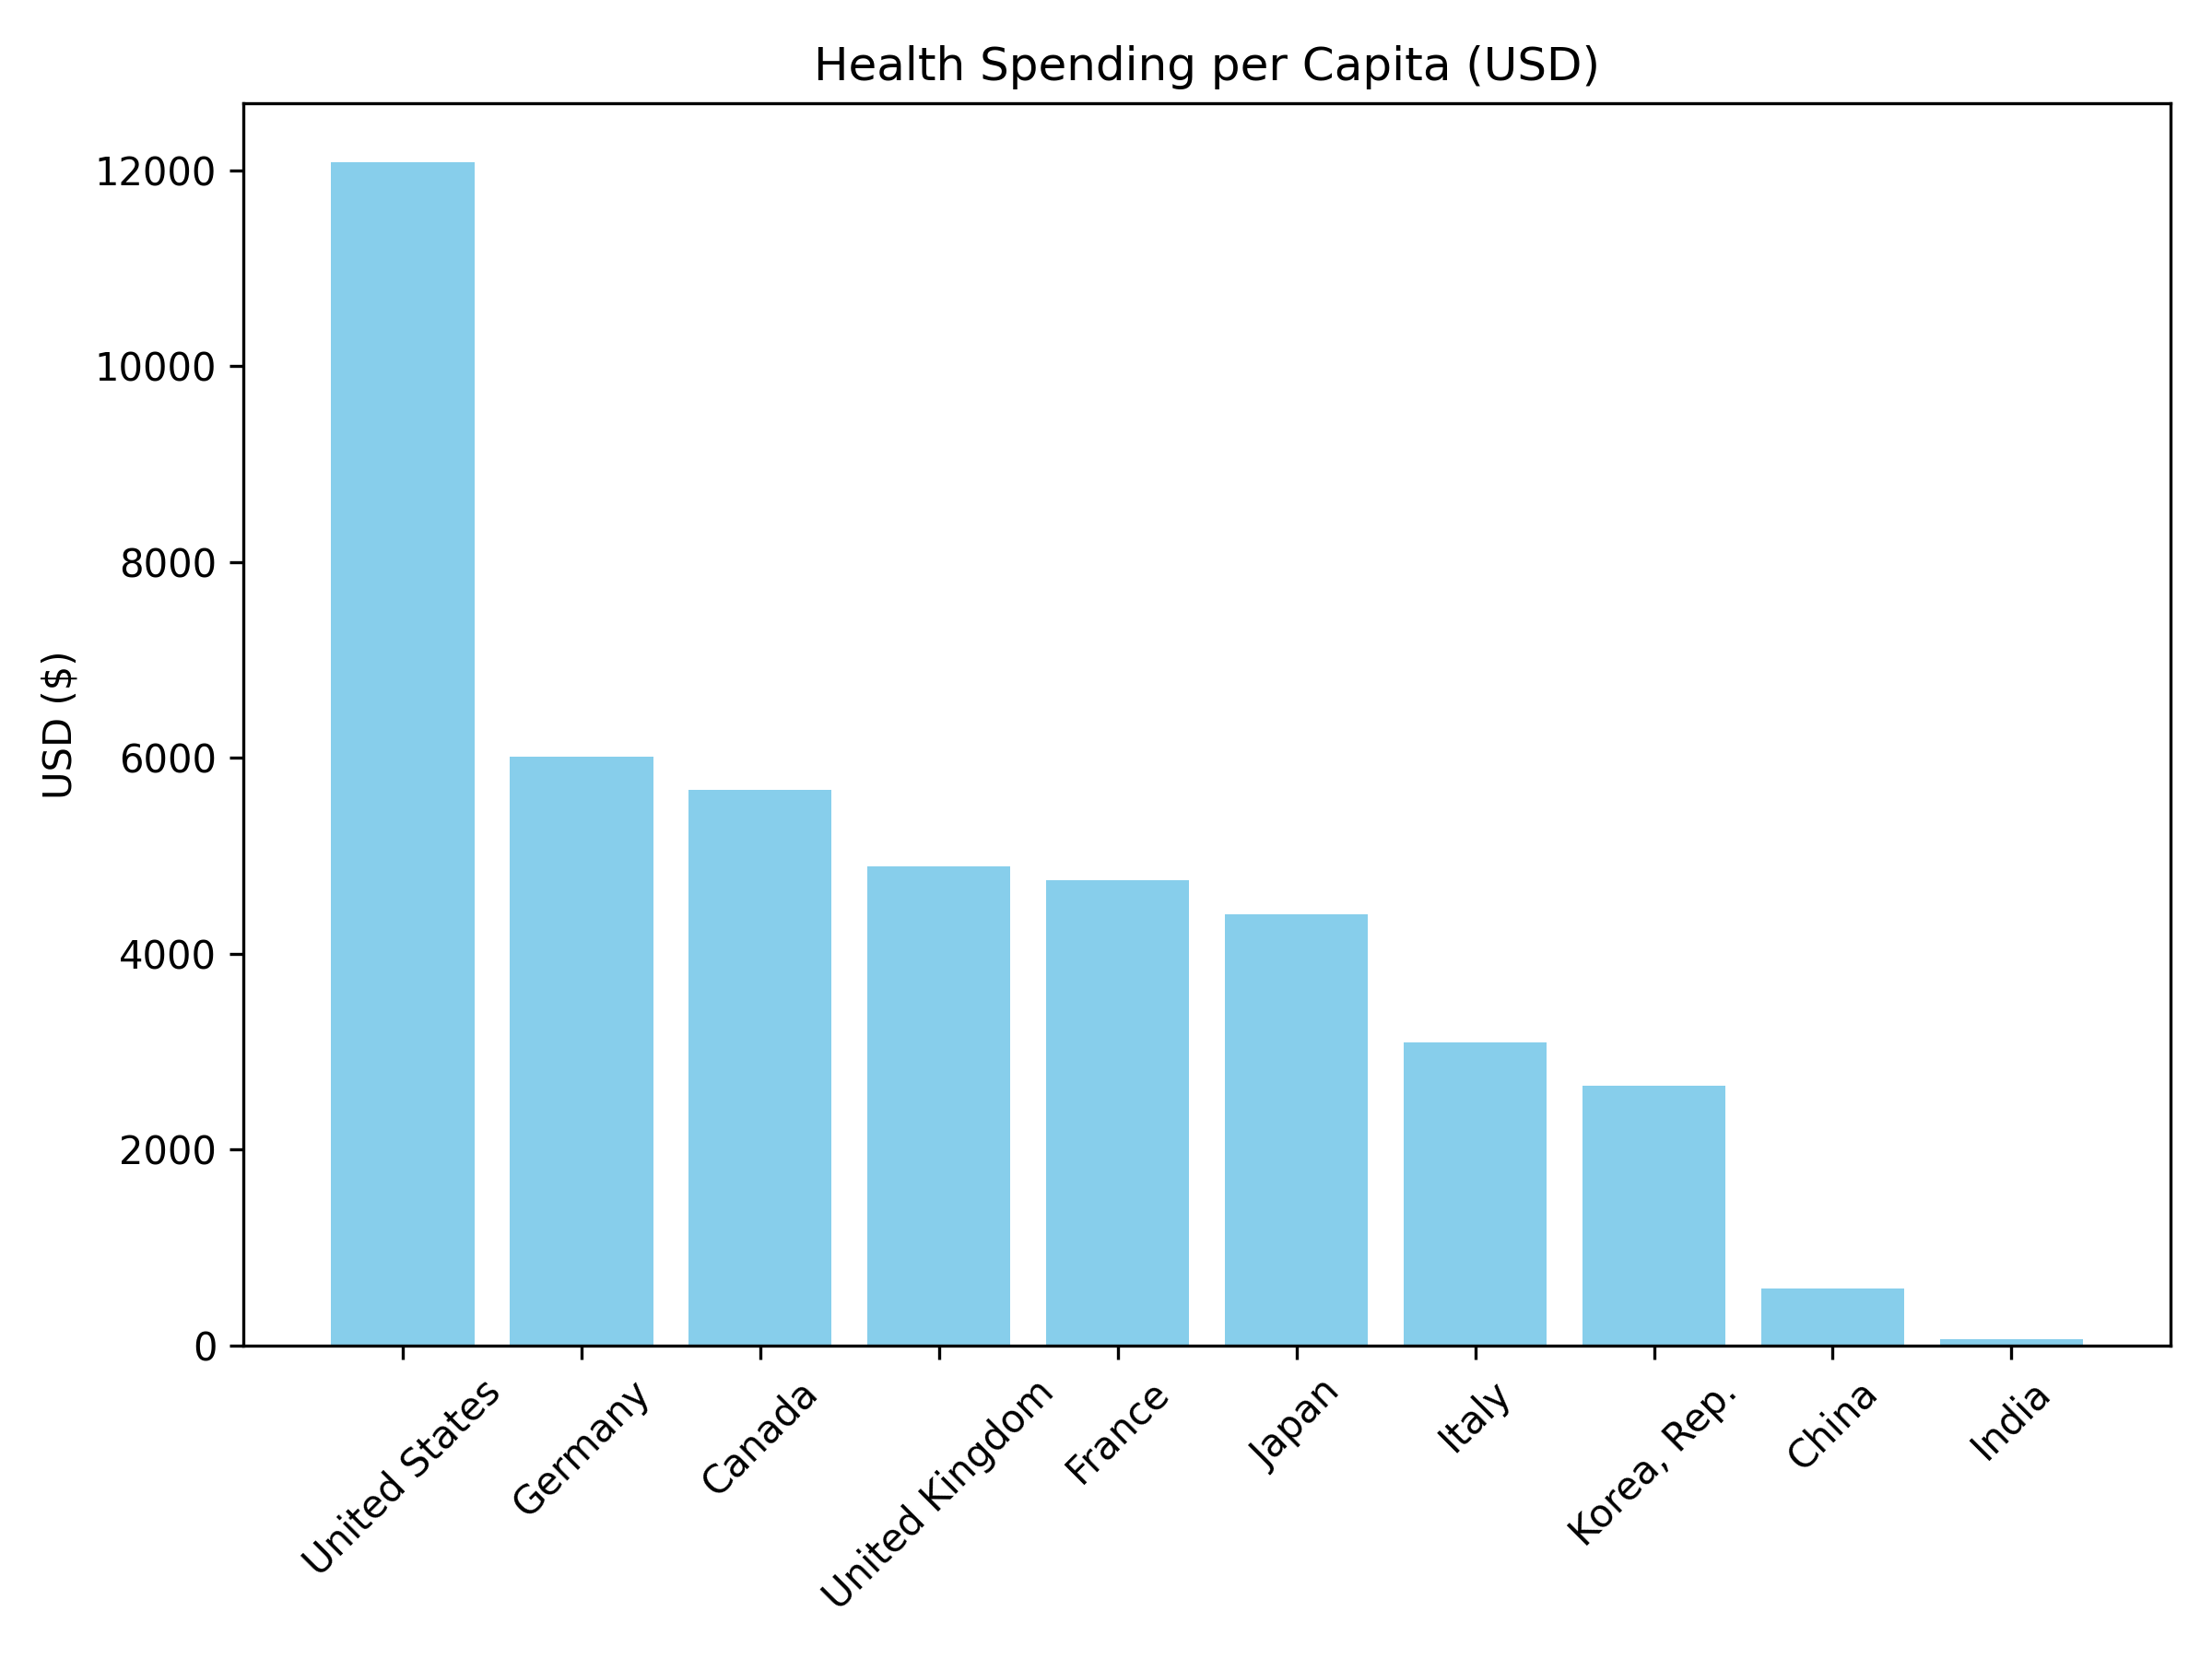 Health Spending per Capita (USD)
USD ($)
12000
10000
8000
6000
4000
2000
0
United States
Germany
Canada
United Kingdom
France
Japan
Italy
Korea, Rep.
China
India